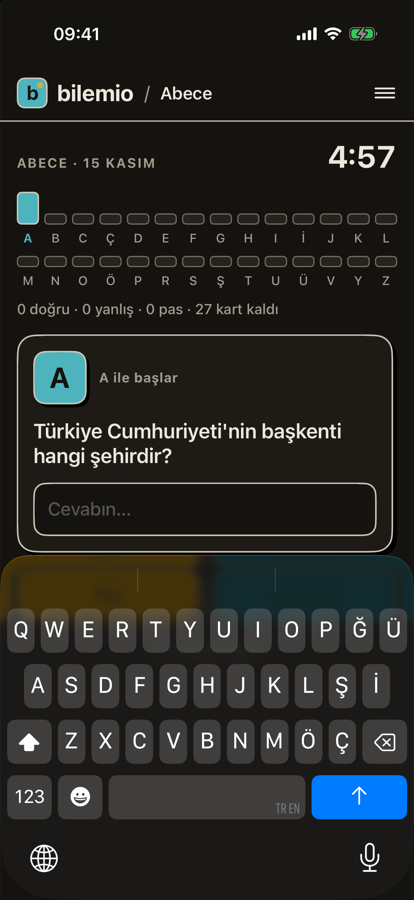 09:41
b bilemio / Abece
ABECE · 15 KASIM 4:57
A B C Ç D E F G H I İ J K L
M N O Ö P R S Ş T U Ü V Y Z
0 doğru · 0 yanlış · 0 pas · 27 kart kaldı
A A ile başlar
Türkiye Cumhuriyeti'nin başkenti
hangi şehirdir?
Cevabın...
Q W E R T Y U I O P Ğ Ü
A S D F G H J K L Ş İ
Z X C V B N M Ö Ç
123 TR EN